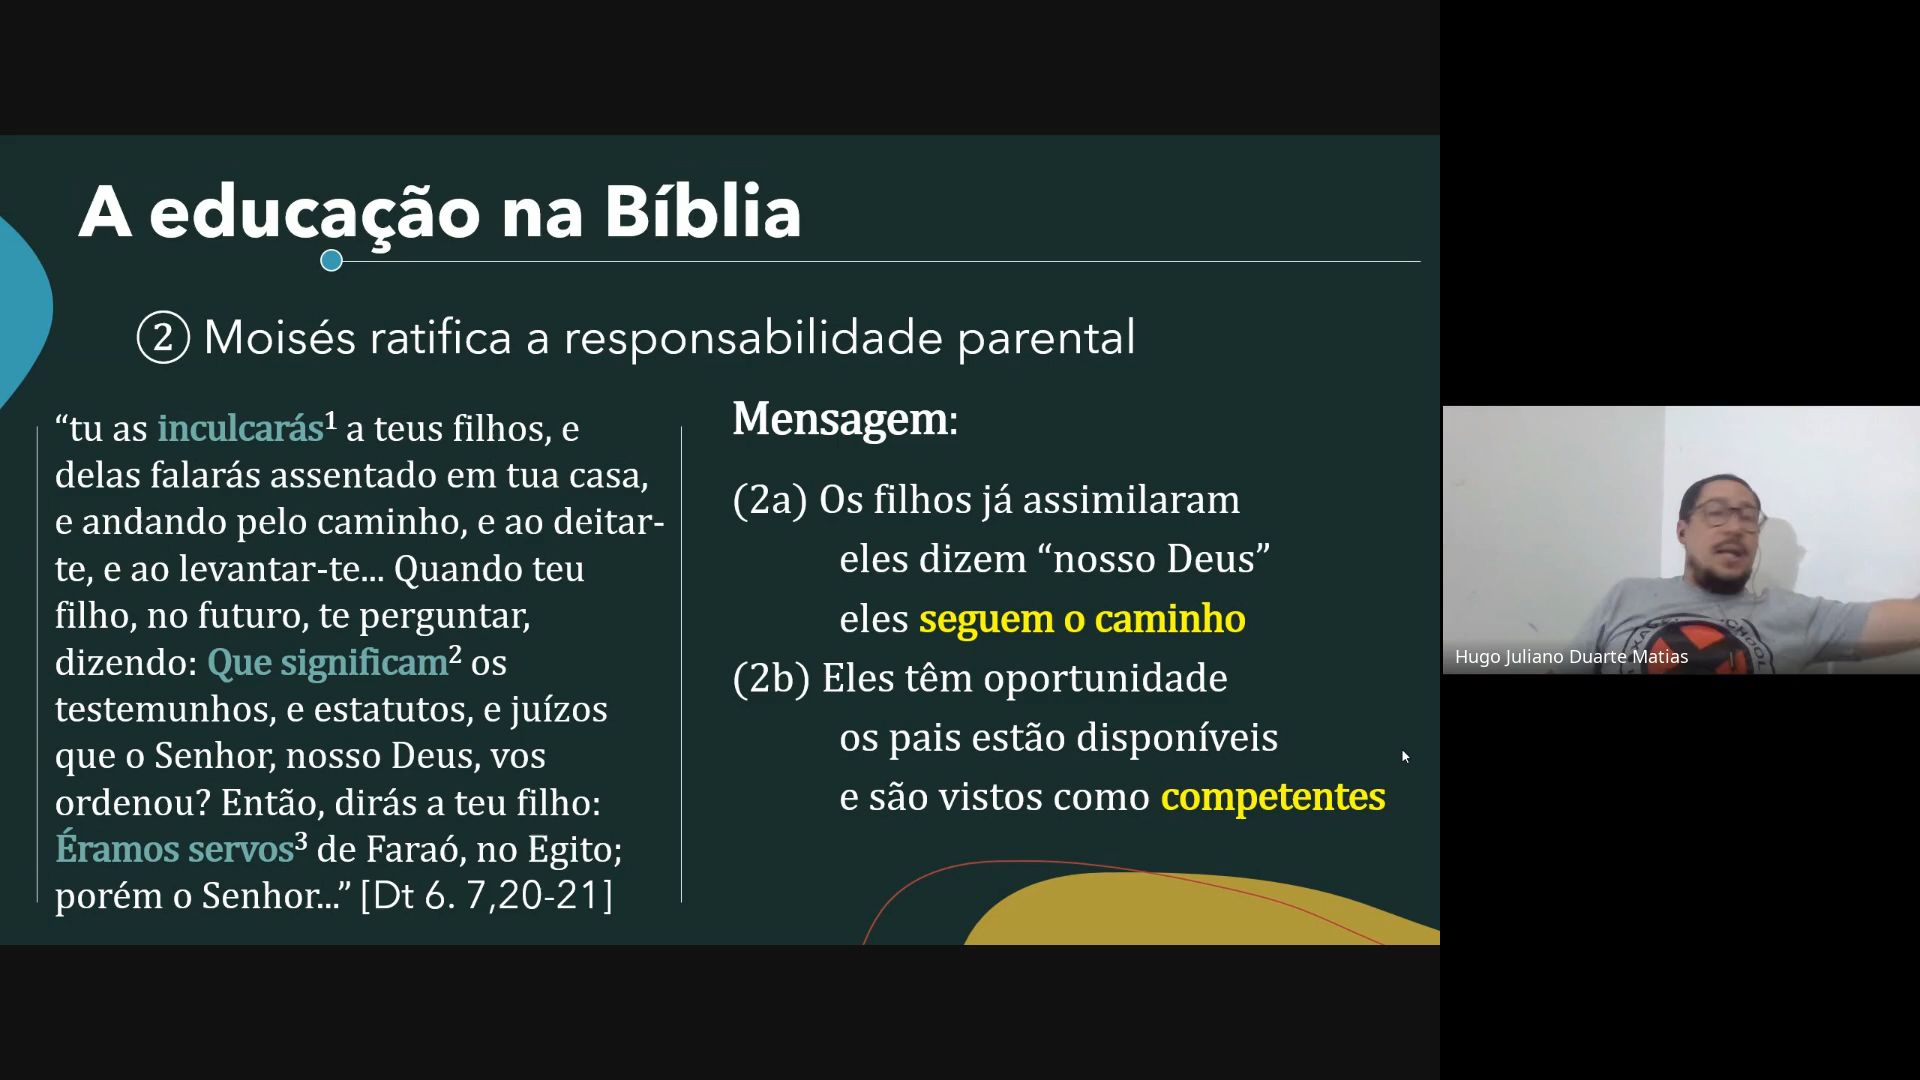 A educação na Bíblia
② Moisés ratifica a responsabilidade parental
“tu as inculcarás¹ a teus filhos, e
delas falarás assentado em tua casa,
e andando pelo caminho, e ao deitar-
te, e ao levantar-te... Quando teu
filho, no futuro, te perguntar,
dizendo: Que significam² os
testemunhos, e estatutos, e juízos
que o Senhor, nosso Deus, vos
ordenou? Então, dirás a teu filho:
Éramos servos³ de Faraó, no Egito;
porém o Senhor...” [Dt 6. 7,20-21]
Mensagem:
(2a) Os filhos já assimilaram
eles dizem “nosso Deus”
eles seguem o caminho
(2b) Eles têm oportunidade
os pais estão disponíveis
e são vistos como competentes
Hugo Juliano Duarte Matias